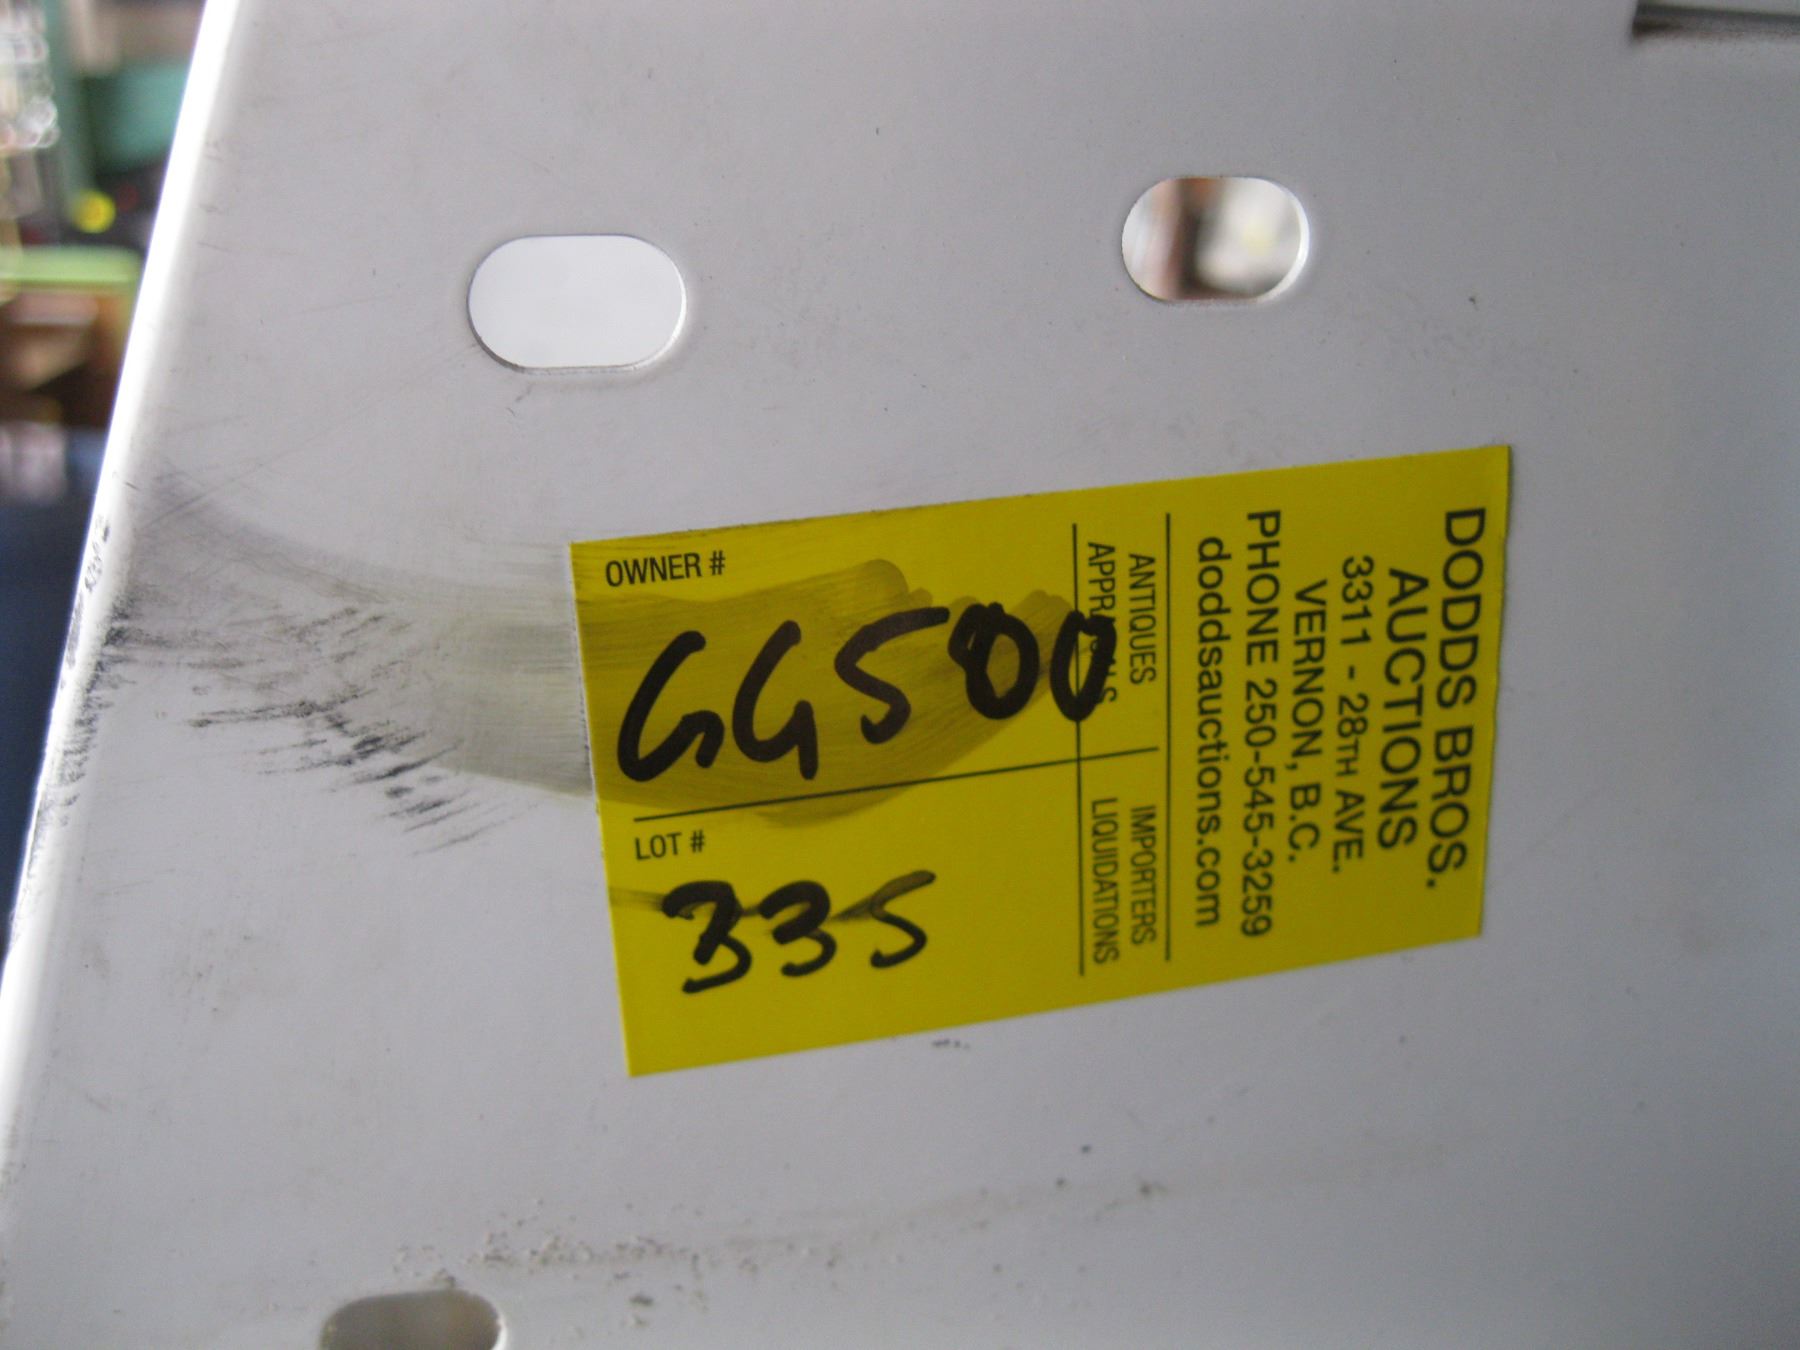 DODDS BROS.
AUCTIONS
3311 - 28TH AVE.
VERNON, B.C.
PHONE 250-545-3259
doddsauctions.com
ANTIQUES IMPORTERS
APPRAISALS LIQUIDATIONS
OWNER #
GG500
LOT #
335